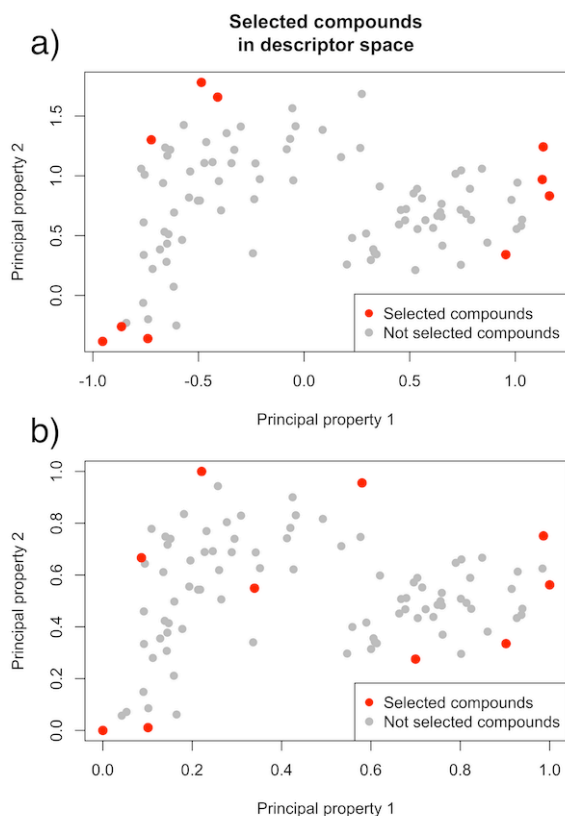 Selected compounds
in descriptor space
a)
Principal property 2
1.5
1.0
0.5
0.0
Selected compounds
Not selected compounds
-1.0 -0.5 0.0 0.5 1.0
Principal property 1
b)
Principal property 2
1.0
0.8
0.6
0.4
0.2
0.0
Selected compounds
Not selected compounds
0.0 0.2 0.4 0.6 0.8 1.0
Principal property 1